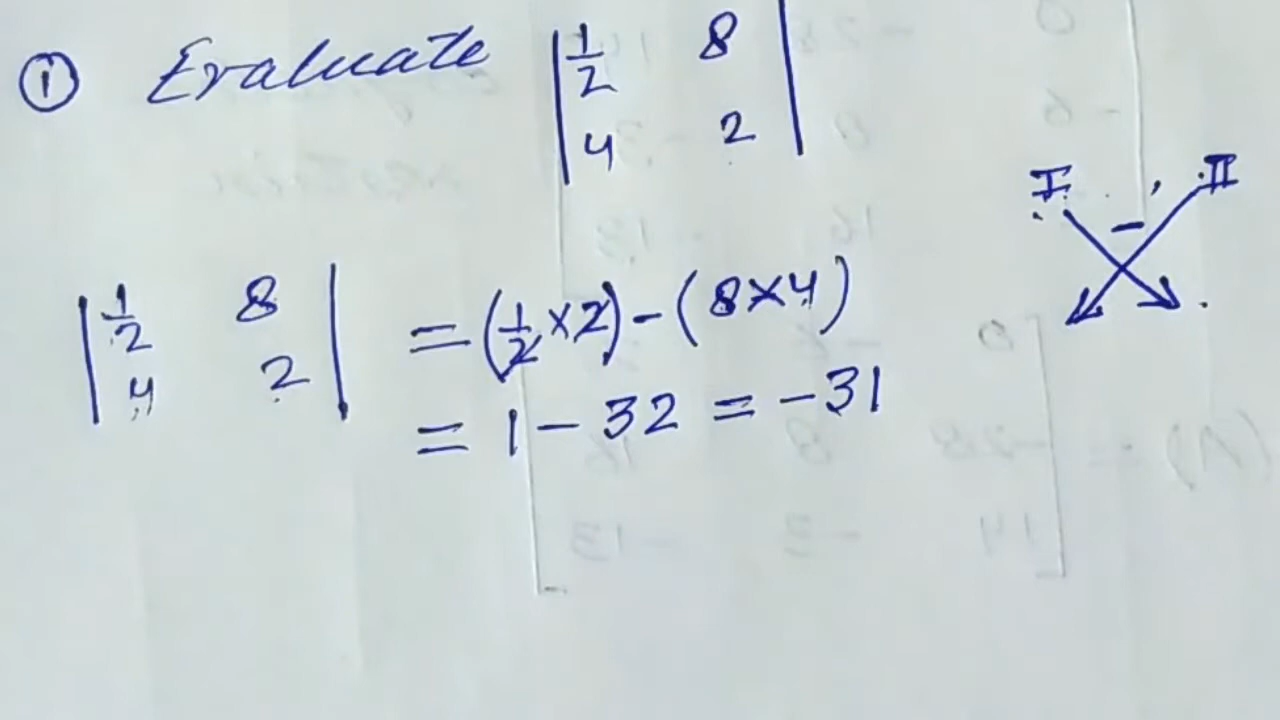 ① Evaluate | 1/2 8 |
| 4 2 |
I II
−
| 1/2 8 | = (1/2 × 2) − (8 × 4)
| 4 2 | = 1 − 32 = −31